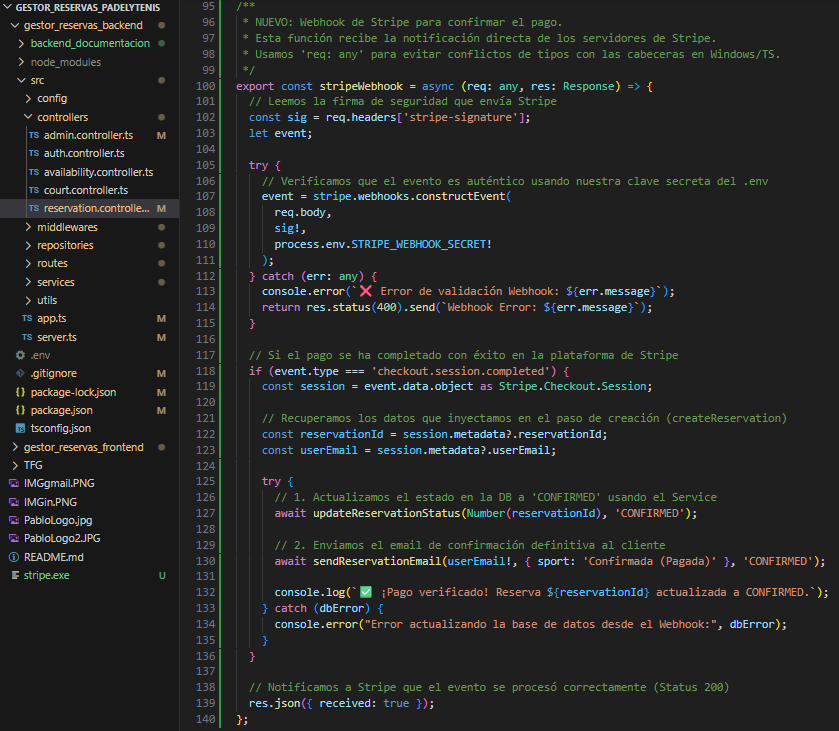 GESTOR_RESERVAS_PADELYTENIS
gestor_reservas_backend
backend_documentacion
node_modules
src
config
controllers
TS admin.controller.ts M
TS auth.controller.ts
TS availability.controller.ts
TS court.controller.ts
TS reservation.controlle... M
middlewares
repositories
routes
services
utils
TS app.ts M
TS server.ts M
.env
.gitignore M
{} package-lock.json M
{} package.json M
TS tsconfig.json
gestor_reservas_frontend
TFG
IMGgmail.PNG
IMGin.PNG
PabloLogo.jpg
PabloLogo2.JPG
README.md
stripe.exe U
95 /**
96 * NUEVO: Webhook de Stripe para confirmar el pago.
97 * Esta función recibe la notificación directa de los servidores de Stripe.
98 * Usamos 'req: any' para evitar conflictos de tipos con las cabeceras en Windows/TS.
99 */
100 export const stripeWebhook = async (req: any, res: Response) => {
101 // Leemos la firma de seguridad que envía Stripe
102 const sig = req.headers['stripe-signature'];
103 let event;
104
105 try {
106 // Verificamos que el evento es auténtico usando nuestra clave secreta del .env
107 event = stripe.webhooks.constructEvent(
108 req.body,
109 sig!,
110 process.env.STRIPE_WEBHOOK_SECRET!
111 );
112 } catch (err: any) {
113 console.error(`❌ Error de validación Webhook: ${err.message}`);
114 return res.status(400).send(`Webhook Error: ${err.message}`);
115 }
116
117 // Si el pago se ha completado con éxito en la plataforma de Stripe
118 if (event.type === 'checkout.session.completed') {
119 const session = event.data.object as Stripe.Checkout.Session;
120
121 // Recuperamos los datos que inyectamos en el paso de creación (createReservation)
122 const reservationId = session.metadata?.reservationId;
123 const userEmail = session.metadata?.userEmail;
124
125 try {
126 // 1. Actualizamos el estado en la DB a 'CONFIRMED' usando el Service
127 await updateReservationStatus(Number(reservationId), 'CONFIRMED');
128
129 // 2. Enviamos el email de confirmación definitiva al cliente
130 await sendReservationEmail(userEmail!, { sport: 'Confirmada (Pagada)' }, 'CONFIRMED');
131
132 console.log(`✅ ¡Pago verificado! Reserva ${reservationId} actualizada a CONFIRMED.`);
133 } catch (dbError) {
134 console.error("Error actualizando la base de datos desde el Webhook:", dbError);
135 }
136 }
137
138 // Notificamos a Stripe que el evento se procesó correctamente (Status 200)
139 res.json({ received: true });
140 };